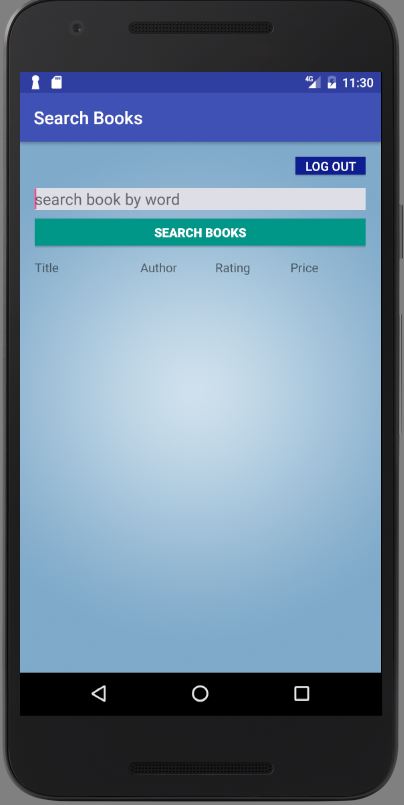 4G 11:30
Search Books
LOG OUT
search book by word
SEARCH BOOKS
Title Author Rating Price